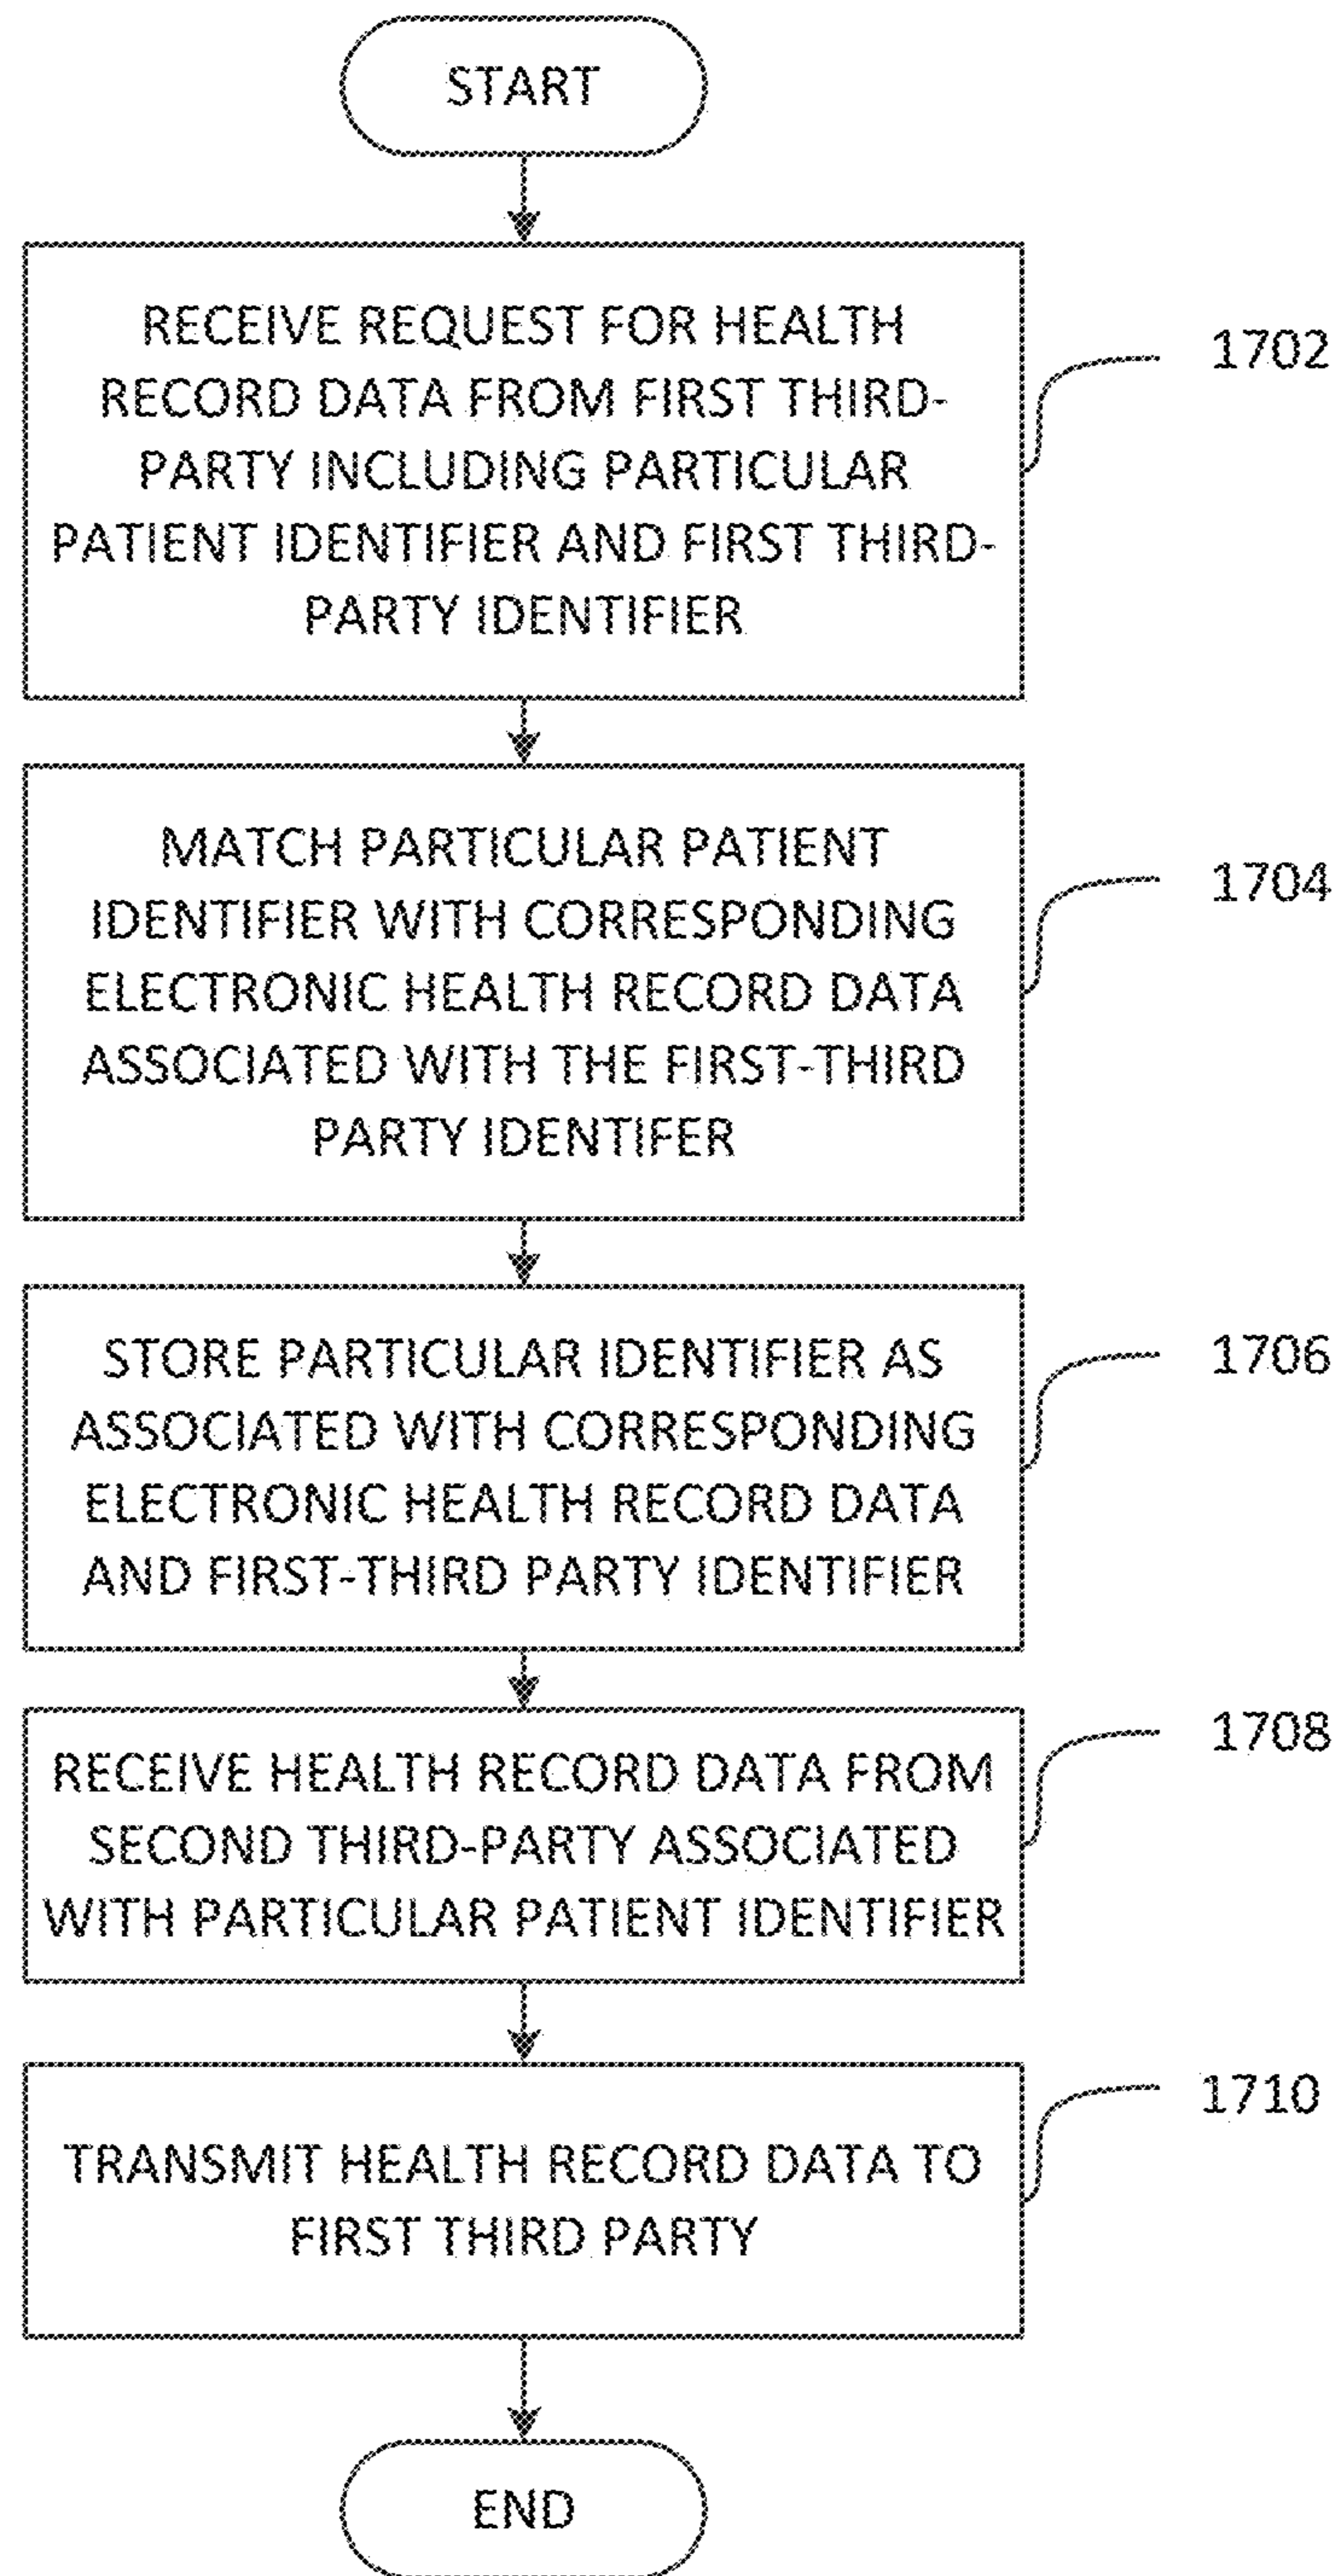 START
RECEIVE REQUEST FOR HEALTH
RECORD DATA FROM FIRST THIRD-
PARTY INCLUDING PARTICULAR
PATIENT IDENTIFIER AND FIRST THIRD-
PARTY IDENTIFIER
1702
MATCH PARTICULAR PATIENT
IDENTIFIER WITH CORRESPONDING
ELECTRONIC HEALTH RECORD DATA
ASSOCIATED WITH THE FIRST-THIRD
PARTY IDENTIFER
1704
STORE PARTICULAR IDENTIFIER AS
ASSOCIATED WITH CORRESPONDING
ELECTRONIC HEALTH RECORD DATA
AND FIRST-THIRD PARTY IDENTIFIER
1706
RECEIVE HEALTH RECORD DATA FROM
SECOND THIRD-PARTY ASSOCIATED
WITH PARTICULAR PATIENT IDENTIFIER
1708
TRANSMIT HEALTH RECORD DATA TO
FIRST THIRD PARTY
1710
END